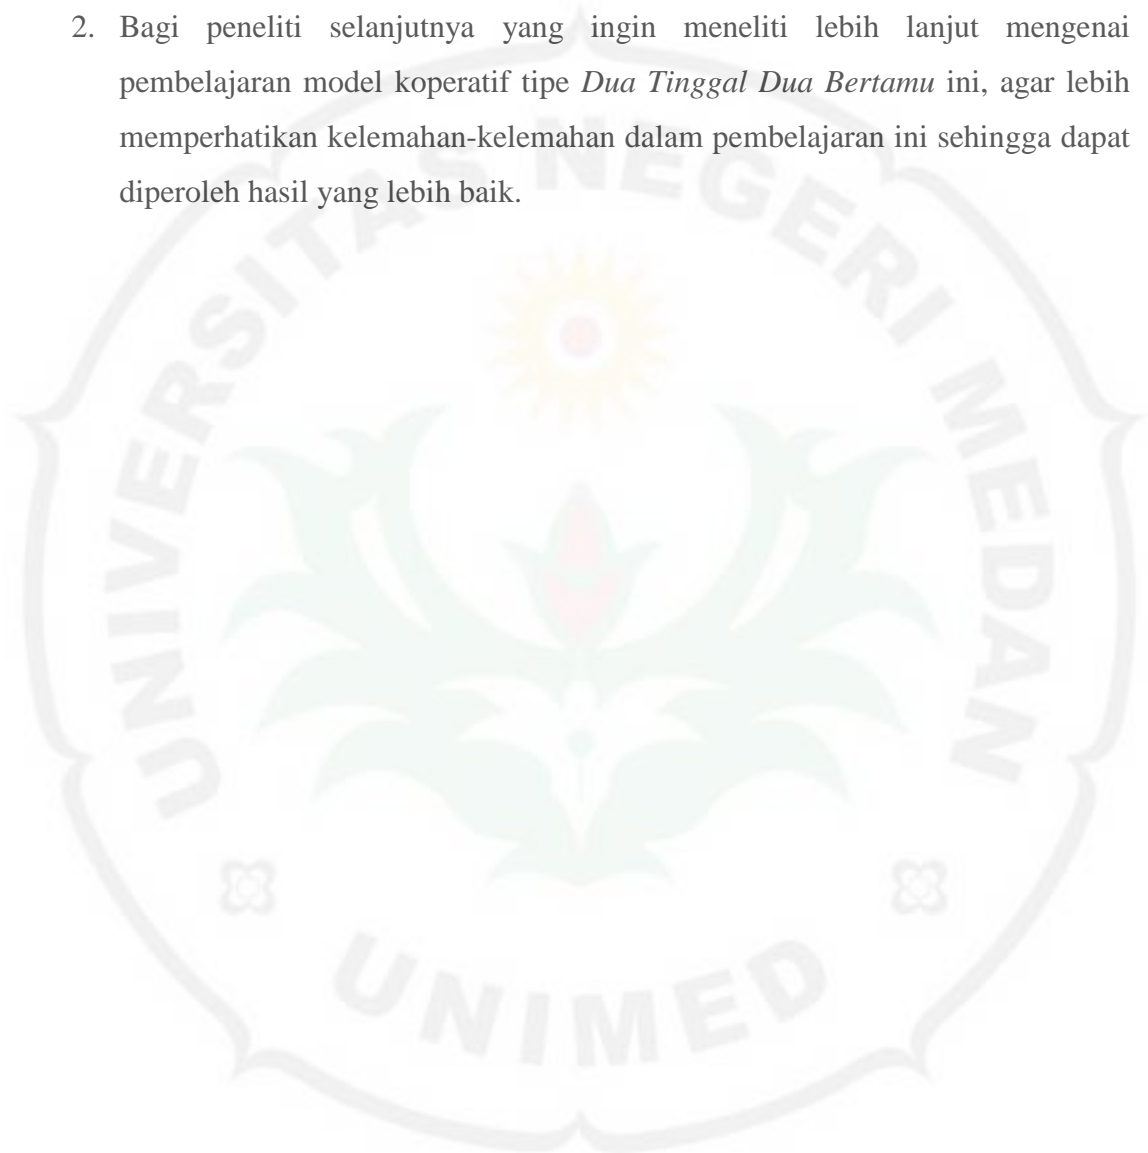 2. Bagi peneliti selanjutnya yang ingin meneliti lebih lanjut mengenai
pembelajaran model koperatif tipe Dua Tinggal Dua Bertamu ini, agar lebih
memperhatikan kelemahan-kelemahan dalam pembelajaran ini sehingga dapat
diperoleh hasil yang lebih baik.
UNIVERSITAS NEGERI MEDAN
UNIMED